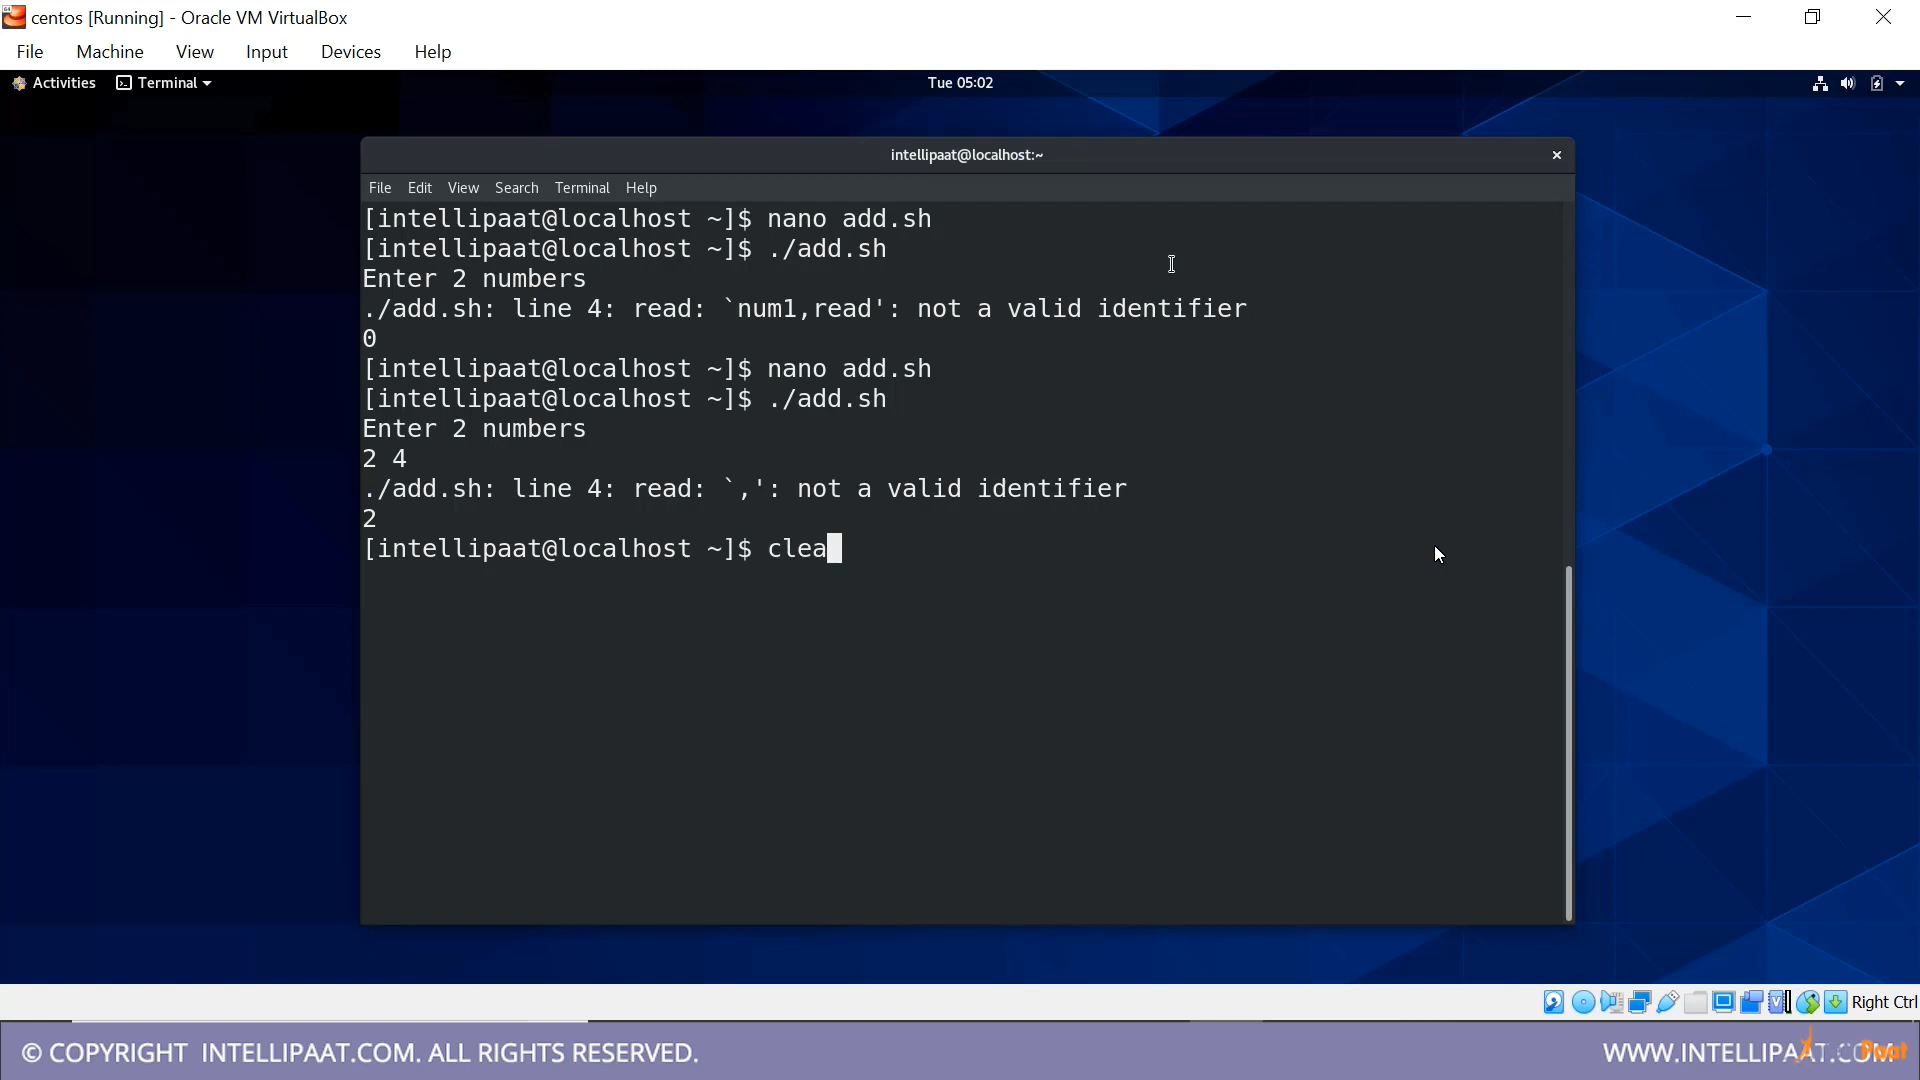 centos [Running] - Oracle VM VirtualBox
File Machine View Input Devices Help
Activities Terminal Tue 05:02
intellipaat@localhost:~
File Edit View Search Terminal Help
[intellipaat@localhost ~]$ nano add.sh
[intellipaat@localhost ~]$ ./add.sh
Enter 2 numbers
./add.sh: line 4: read: `num1,read': not a valid identifier
0
[intellipaat@localhost ~]$ nano add.sh
[intellipaat@localhost ~]$ ./add.sh
Enter 2 numbers
2 4
./add.sh: line 4: read: `,': not a valid identifier
2
[intellipaat@localhost ~]$ clea
Right Ctrl
© COPYRIGHT INTELLIPAAT.COM. ALL RIGHTS RESERVED.
WWW.INTELLIPAAT.COM